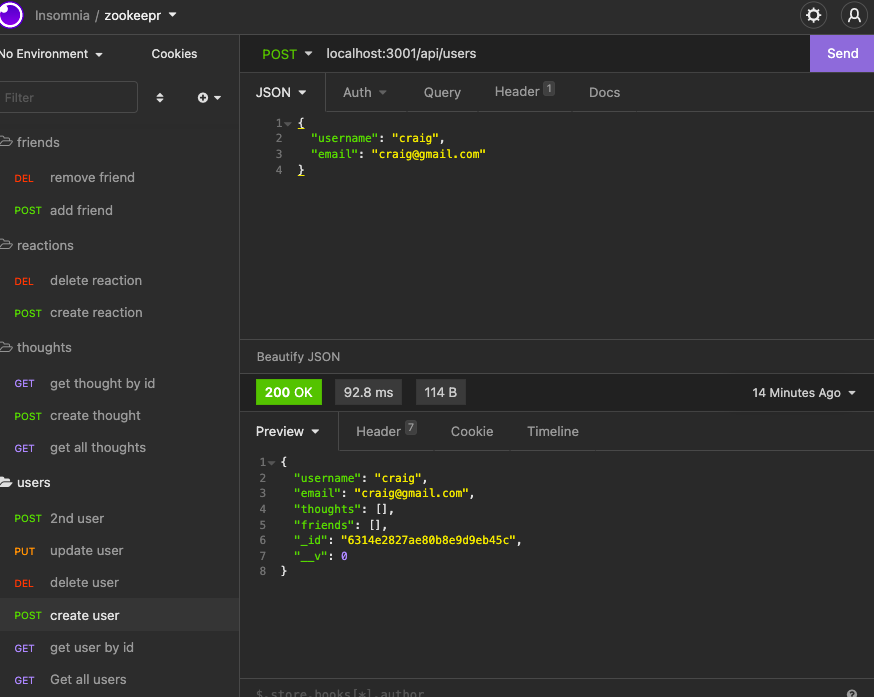 Insomnia / zookeepr
No Environment
Cookies
Filter
friends
DEL remove friend
POST add friend
reactions
DEL delete reaction
POST create reaction
thoughts
GET get thought by id
POST create thought
GET get all thoughts
users
POST 2nd user
PUT update user
DEL delete user
POST create user
GET get user by id
GET Get all users
POST localhost:3001/api/users Send
JSON Auth Query Header 1 Docs
1 {
2 "username": "craig",
3 "email": "craig@gmail.com"
4 }
Beautify JSON
200 OK 92.8 ms 114 B 14 Minutes Ago
Preview Header 7 Cookie Timeline
1 {
2 "username": "craig",
3 "email": "craig@gmail.com",
4 "thoughts": [],
5 "friends": [],
6 "_id": "6314e2827ae80b8e9d9eb45c",
7 "__v": 0
8 }
$.store.books[*].author